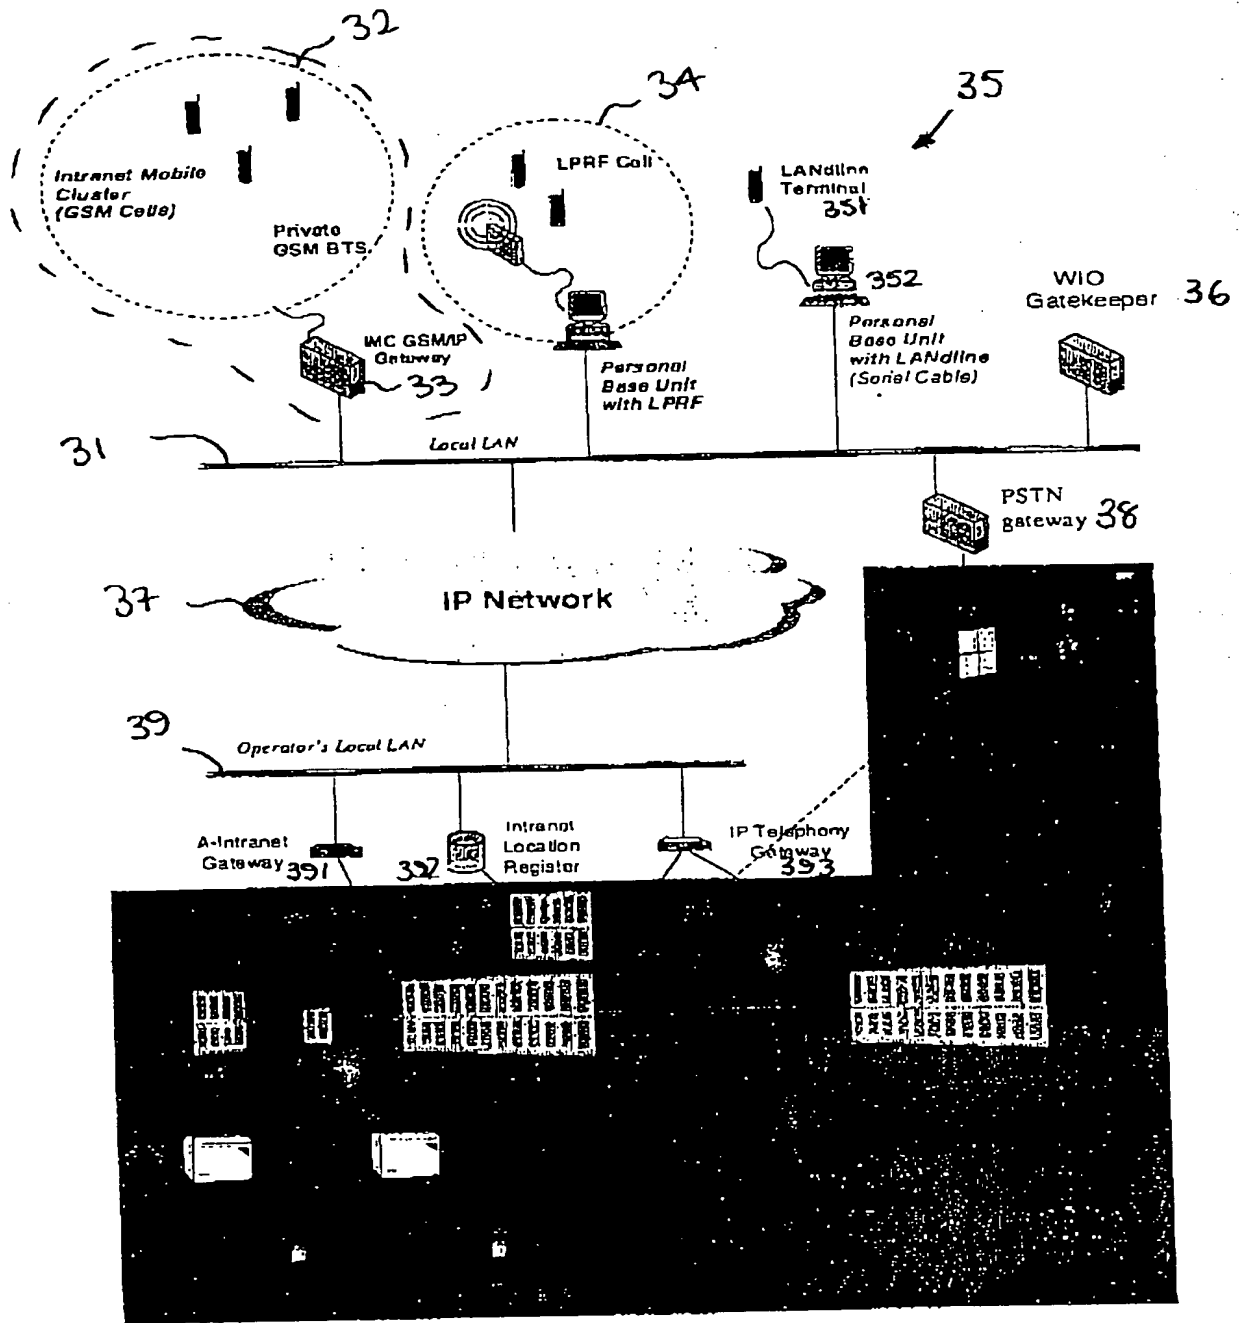 32
34
35
Intranet Mobile
Cluster
(GSM Cells)
Private
GSM BTS
LPRF Cell
LANdline
Terminal
351
352
WIO
Gatekeeper 36
IMC GSM/IP
Gateway
33
Personal
Base Unit
with LPRF
Personal
Base Unit
with LANdline
(Serial Cable)
31
Local LAN
PSTN
gateway 38
37
IP Network
39
Operator's Local LAN
A-Intranet
Gateway 391
392
Intranet
Location
Register
IP Telephony
Gateway
393